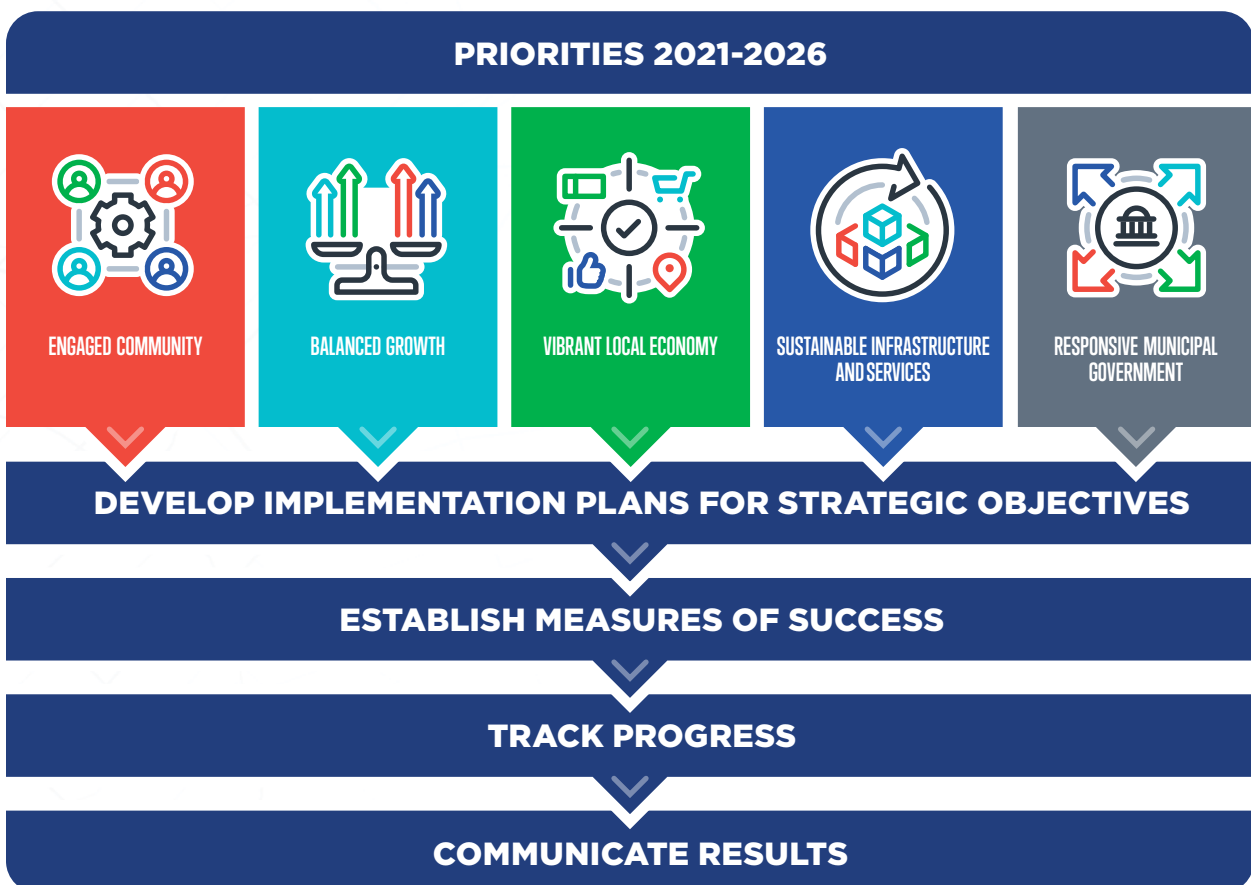 PRIORITIES 2021-2026
ENGAGED COMMUNITY
BALANCED GROWTH
VIBRANT LOCAL ECONOMY
SUSTAINABLE INFRASTRUCTURE
AND SERVICES
RESPONSIVE MUNICIPAL
GOVERNMENT
DEVELOP IMPLEMENTATION PLANS FOR STRATEGIC OBJECTIVES
ESTABLISH MEASURES OF SUCCESS
TRACK PROGRESS
COMMUNICATE RESULTS